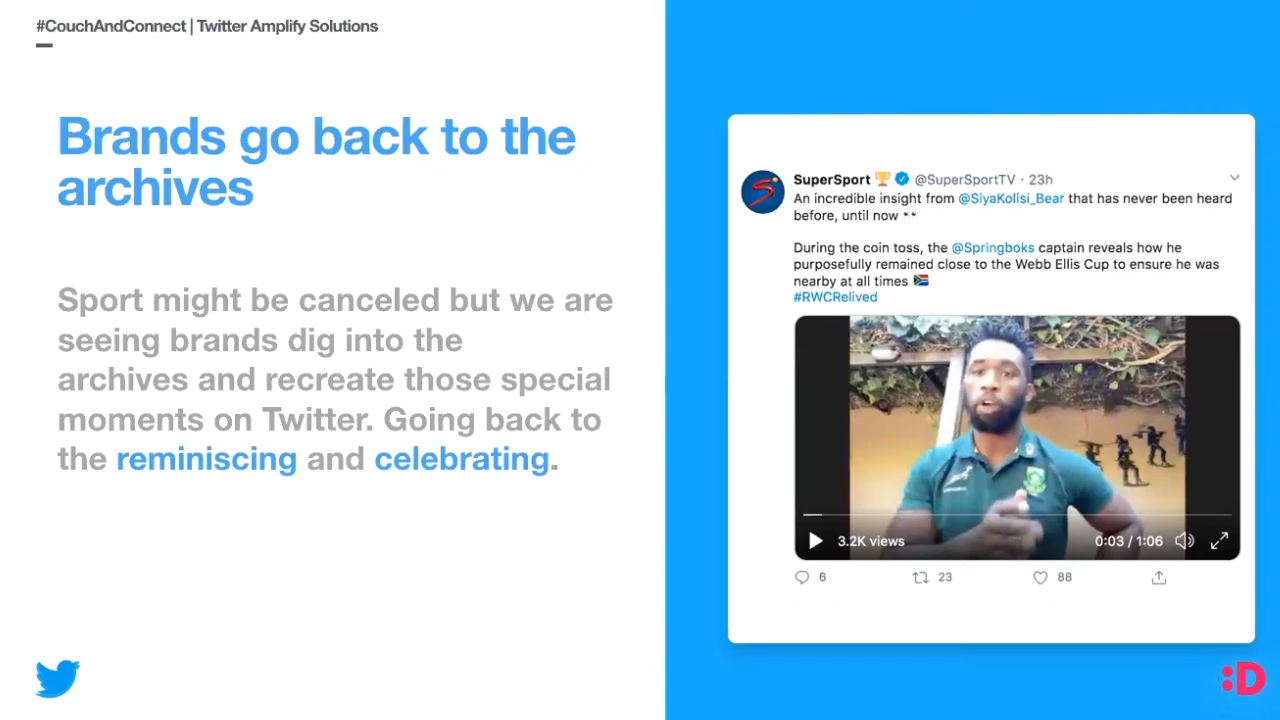 #CouchAndConnect | Twitter Amplify Solutions
Brands go back to the
archives
Sport might be canceled but we are
seeing brands dig into the
archives and recreate those special
moments on Twitter. Going back to
the reminiscing and celebrating.
SuperSport 🏆 @SuperSportTV · 23h
An incredible insight from @SiyaKolisi_Bear that has never been heard
before, until now 👀
During the coin toss, the @Springboks captain reveals how he
purposefully remained close to the Webb Ellis Cup to ensure he was
nearby at all times 🇿🇦
#RWCRelived
3.2K views
0:03 / 1:06
6
23
88
:D